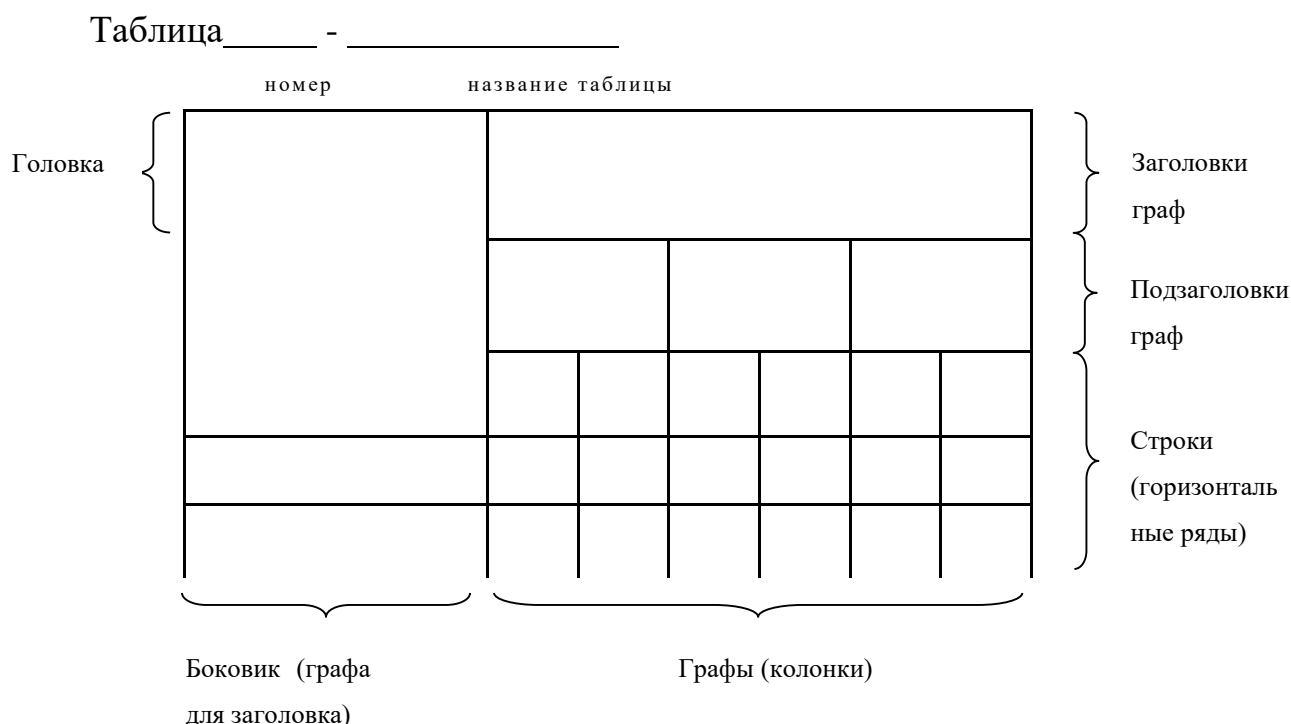 Таблица_____ - ______________
номер название таблицы
Головка
Заголовки
граф
Подзаголовки
граф
Строки
(горизонталь
ные ряды)
Боковик (графа
для заголовка)
Графы (колонки)